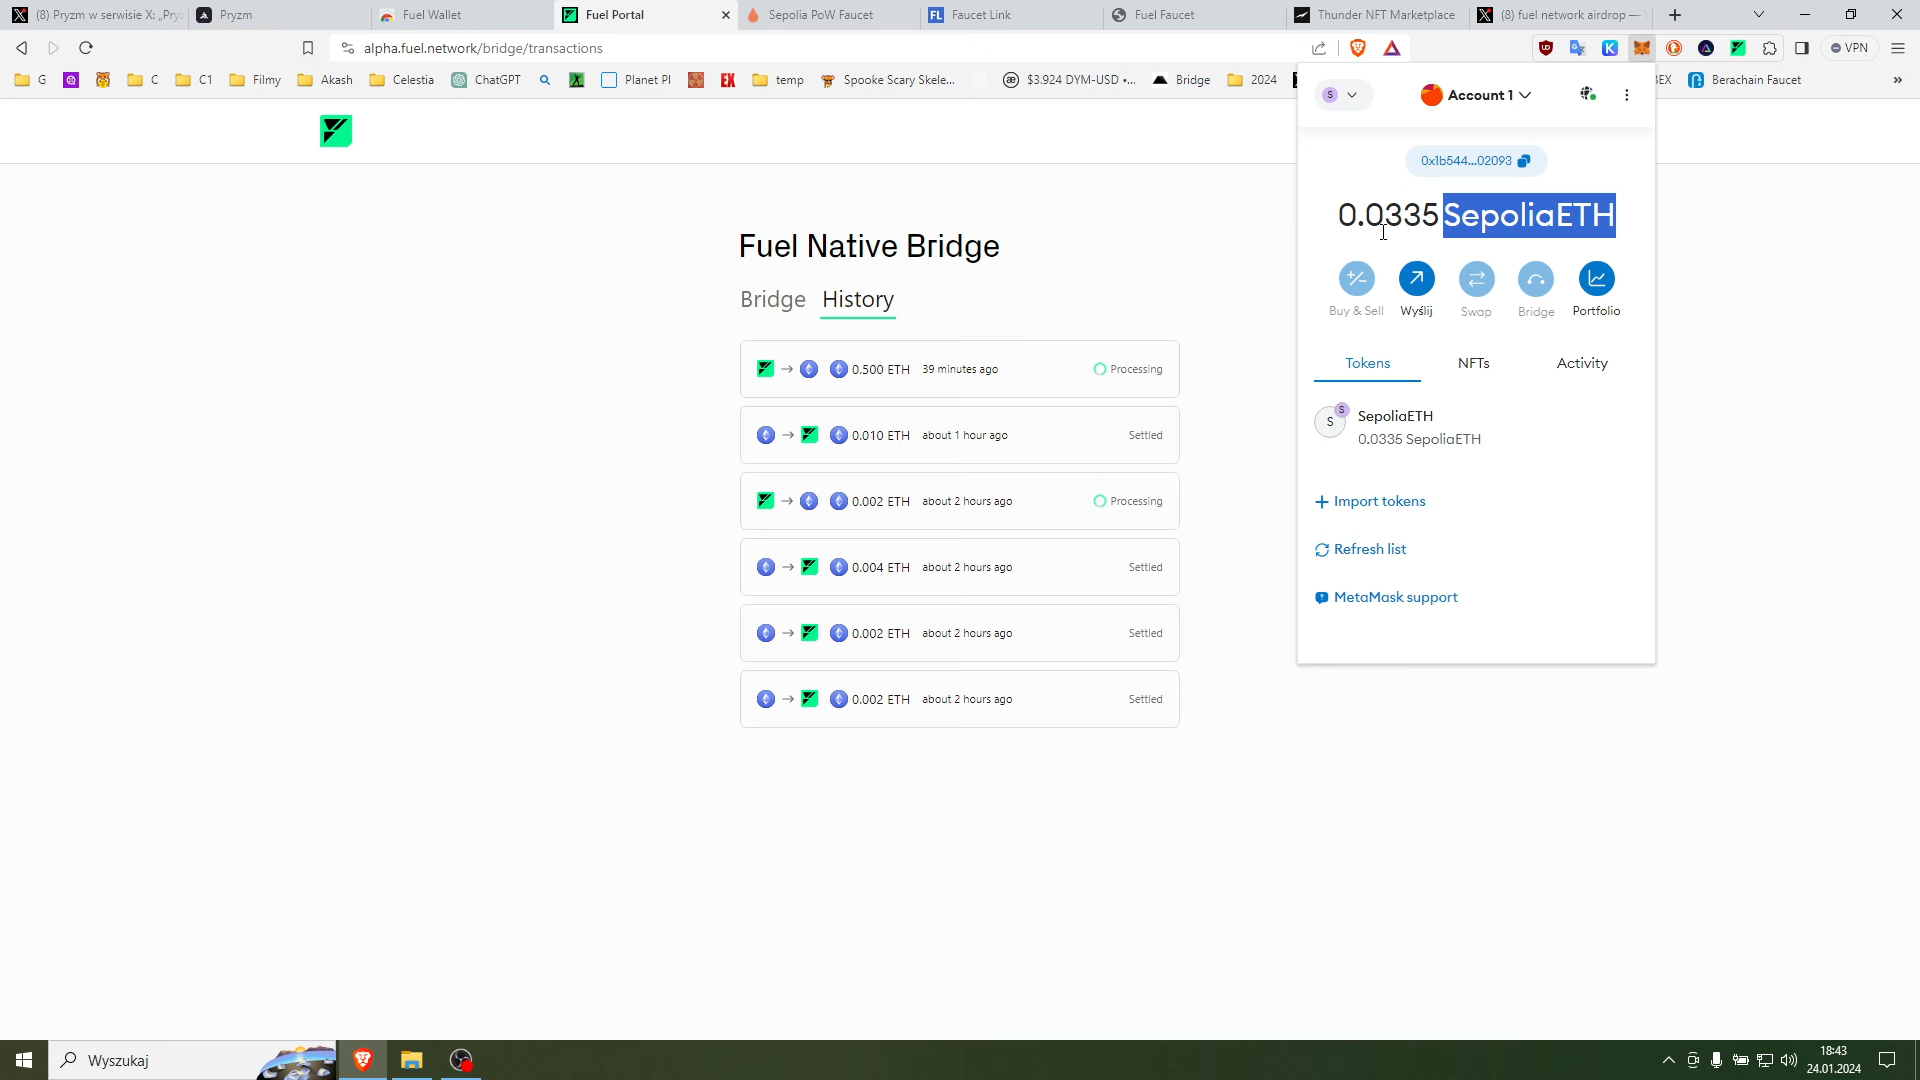 (8) Pryzm w serwisie X: „Pry
Pryzm
Fuel Wallet
Fuel Portal
Sepolia PoW Faucet
FL Faucet Link
Fuel Faucet
Thunder NFT Marketplace
(8) fuel network airdrop —
alpha.fuel.network/bridge/transactions
VPN
G
C
C1
Filmy
Akash
Celestia
ChatGPT
Planet PI
EX
temp
Spooke Scary Skele...
$3.924 DYM-USD •...
Bridge
2024
Berachain Faucet
S
Account 1
0x1b544...02093
0.0335 SepoliaETH
Buy & Sell
Wyślij
Swap
Bridge
Portfolio
Tokens
NFTs
Activity
S
S
SepoliaETH
0.0335 SepoliaETH
+ Import tokens
Refresh list
MetaMask support
Fuel Native Bridge
Bridge History
0.500 ETH 39 minutes ago Processing
0.010 ETH about 1 hour ago Settled
0.002 ETH about 2 hours ago Processing
0.004 ETH about 2 hours ago Settled
0.002 ETH about 2 hours ago Settled
0.002 ETH about 2 hours ago Settled
Wyszukaj
18:43
24.01.2024